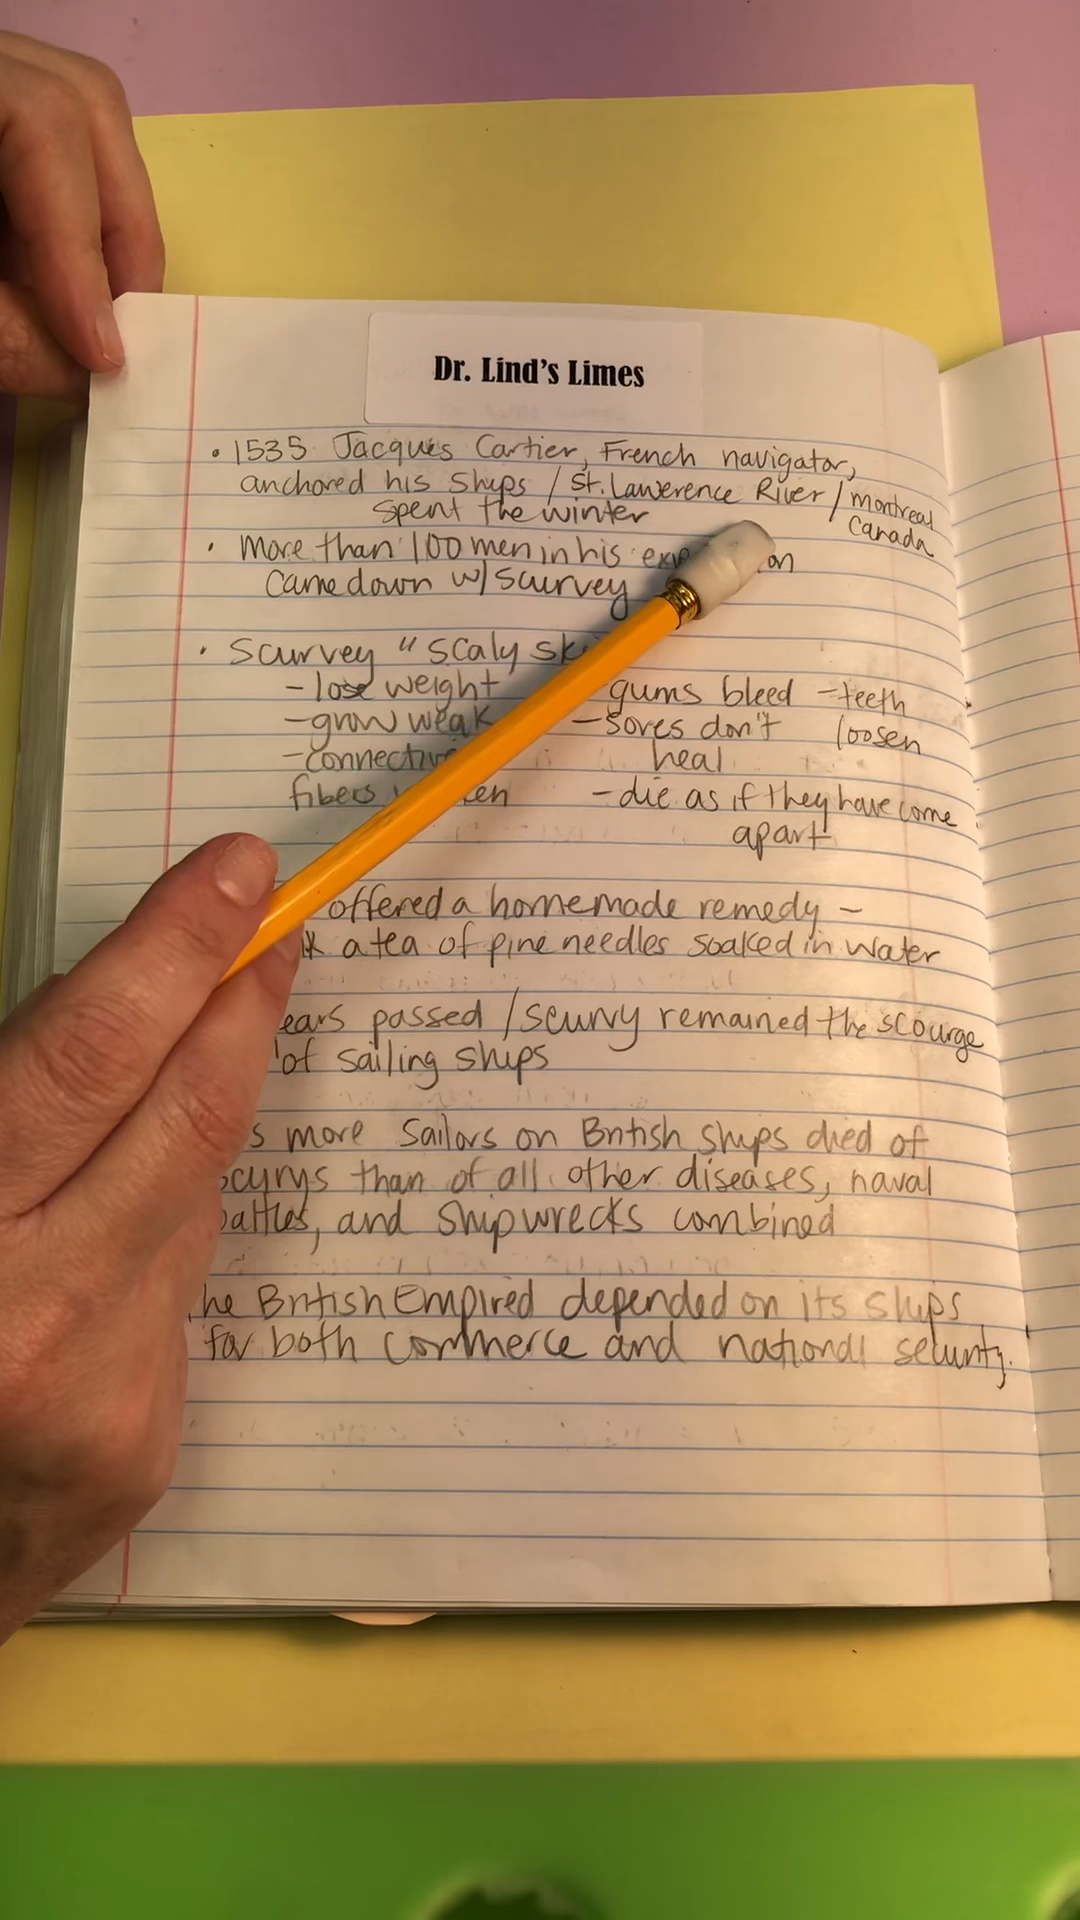 Dr. Lind's Limes
• 1535 Jacques Cartier, French navigator,
anchored his ships / St. Lawerence River / montreal
Canada
spent the winter
• more than 100 men in his
came down w/ scurvey
• scurvey "scaly
- lose weight
- gums bleed - teeth
- grow weak
- sores don't loosen
heal
- connective
fibers
- die as if they have come
apart
offered a homemade remedy -
a tea of pine needles soaked in water
passed / scurvy remained the scourge
of sailing ships
more sailors on British ships died of
scyrys than of all other diseases, naval
battles, and shipwrecks combined
the British Empired depended on its ships
for both commerce and national security.